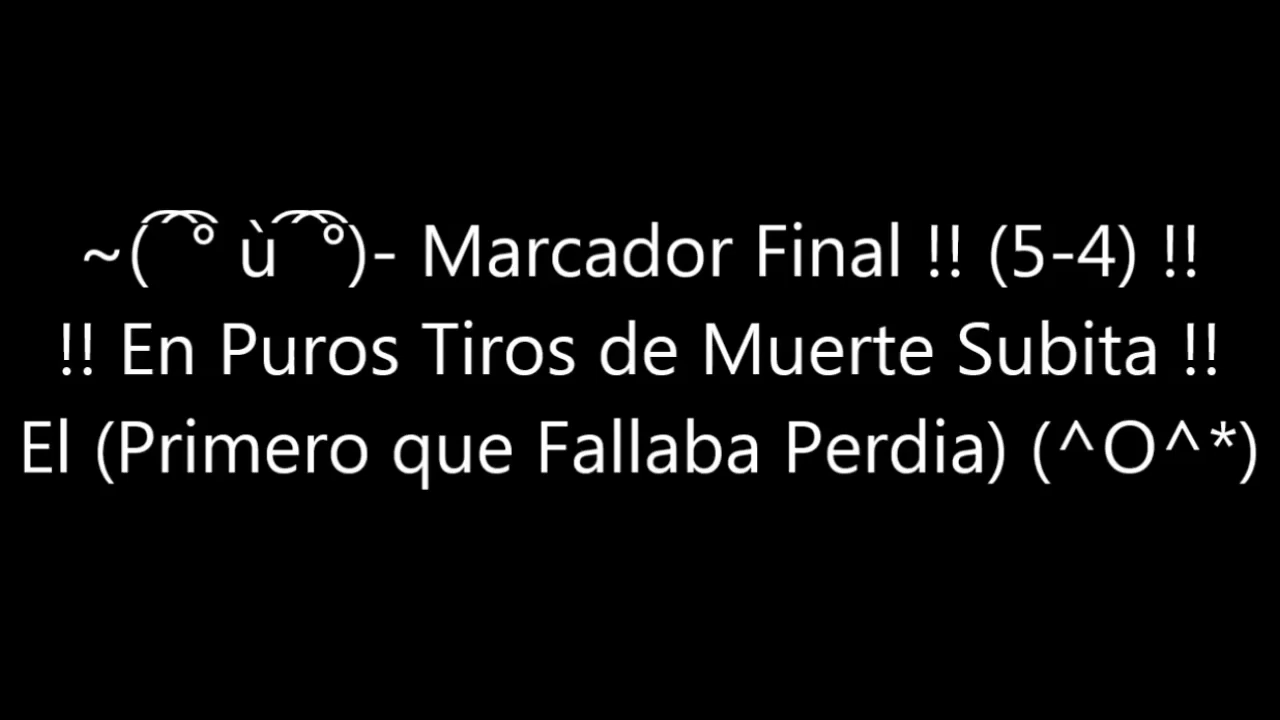 ~( ͡° ͜ù ͡°)- Marcador Final !! (5-4) !!
!! En Puros Tiros de Muerte Subita !!
El (Primero que Fallaba Perdia) (^O^*)